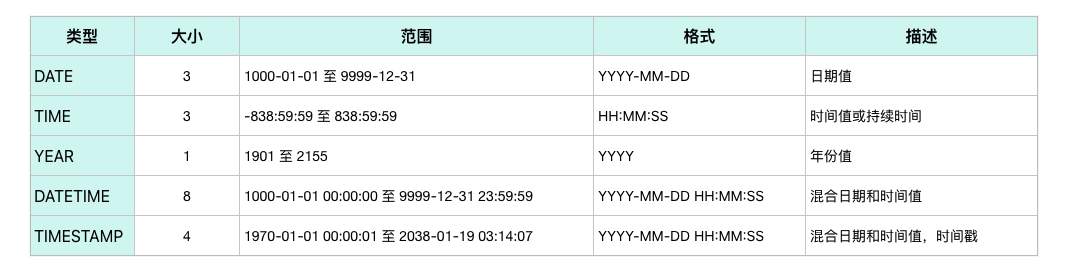 类型 大小 范围 格式 描述
DATE 3 1000-01-01 至 9999-12-31 YYYY-MM-DD 日期值
TIME 3 -838:59:59 至 838:59:59 HH:MM:SS 时间值或持续时间
YEAR 1 1901 至 2155 YYYY 年份值
DATETIME 8 1000-01-01 00:00:00 至 9999-12-31 23:59:59 YYYY-MM-DD HH:MM:SS 混合日期和时间值
TIMESTAMP 4 1970-01-01 00:00:01 至 2038-01-19 03:14:07 YYYY-MM-DD HH:MM:SS 混合日期和时间值，时间戳